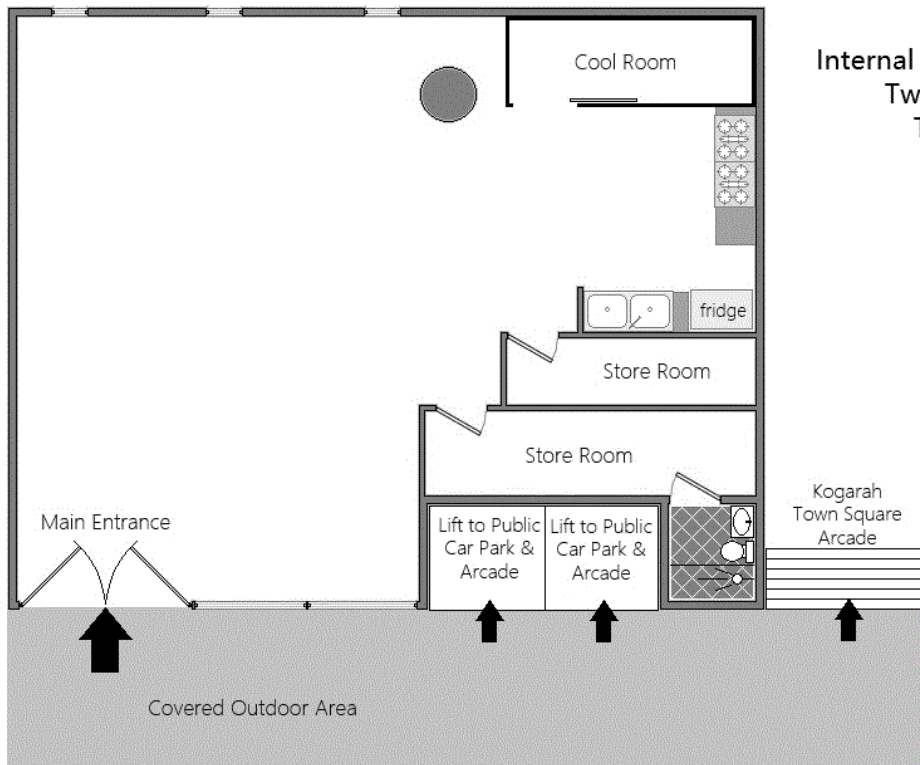 Cool Room
Internal
Tw
T
fridge
Store Room
Store Room
Main Entrance
Lift to Public
Car Park &
Arcade
Lift to Public
Car Park &
Arcade
Kogarah
Town Square
Arcade
Covered Outdoor Area